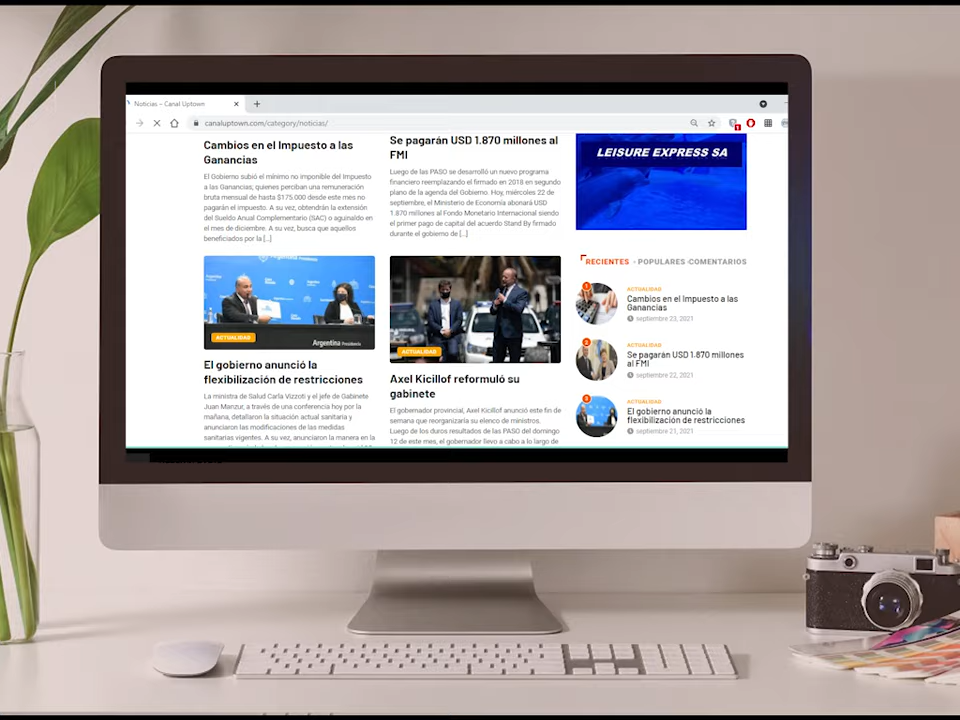 Noticias – Canal Uptown
canaluptown.com/category/noticias/
Cambios en el Impuesto a las
Ganancias
El Gobierno subió el mínimo no imponible del Impuesto
a las Ganancias, quienes perciban una remuneración
bruta mensual de hasta $175.000 desde este mes no
pagarán el impuesto. A su vez, obtendrán la extensión
del Sueldo Anual Complementario (SAC) o aguinaldo en
el mes de diciembre. A su vez, busca que aquellos
beneficiados por la [...]
Se pagarán USD 1.870 millones al
FMI
Luego de las PASO se desarrolló un nuevo programa
financiero reemplazando el firmado en 2018 en segundo
plano de la agenda del Gobierno. Hoy, miércoles 22 de
septiembre, el Ministerio de Economía abonará USD
1.870 millones al Fondo Monetario Internacional siendo
el primer pago de capital del acuerdo Stand By firmado
durante el gobierno de [...]
ACTUALIDAD
Argentina Presidencia
El gobierno anunció la
flexibilización de restricciones
La ministra de Salud Carla Vizzoti y el jefe de Gabinete
Juan Manzur, a través de una conferencia hoy por la
mañana, detallaron la situación actual sanitaria y
anunciaron las modificaciones de las medidas
sanitarias vigentes. A su vez, anunciaron la manera en
ACTUALIDAD
Axel Kicillof reformuló su
gabinete
El gobernador provincial, Axel Kicillof anunció este fin de
semana que reorganizaría su elenco de ministros.
Luego de los duros resultados de las PASO del domingo
12 de este mes, el gobernador llevo a cabo a lo largo de
LEISURE EXPRESS SA
RECIENTES POPULARES COMENTARIOS
1
ACTUALIDAD
Cambios en el Impuesto a las
Ganancias
septiembre 23, 2021
2
ACTUALIDAD
Se pagarán USD 1.870 millones
al FMI
septiembre 22, 2021
3
ACTUALIDAD
El gobierno anunció la
flexibilización de restricciones
septiembre 21, 2021